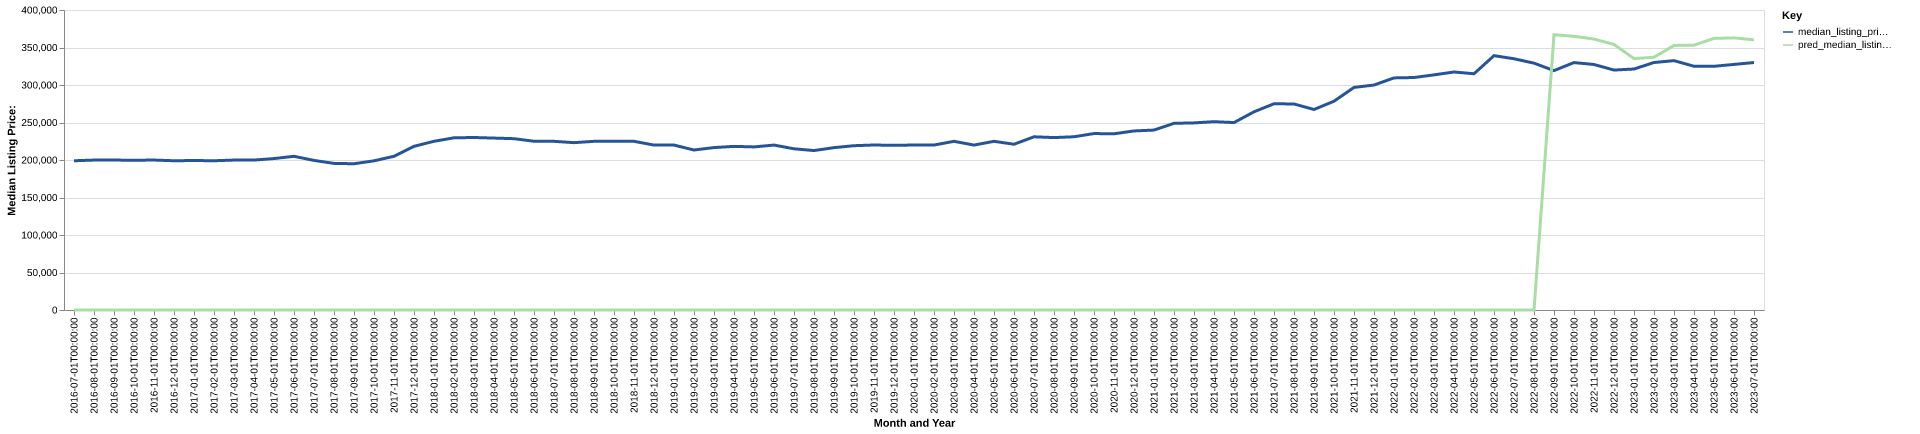 400,000
350,000
300,000
250,000
200,000
150,000
100,000
50,000
0
Median Listing Price:
2016-07-01T00:00:00
2016-08-01T00:00:00
2016-09-01T00:00:00
2016-10-01T00:00:00
2016-11-01T00:00:00
2016-12-01T00:00:00
2017-01-01T00:00:00
2017-02-01T00:00:00
2017-03-01T00:00:00
2017-04-01T00:00:00
2017-05-01T00:00:00
2017-06-01T00:00:00
2017-07-01T00:00:00
2017-08-01T00:00:00
2017-09-01T00:00:00
2017-10-01T00:00:00
2017-11-01T00:00:00
2017-12-01T00:00:00
2018-01-01T00:00:00
2018-02-01T00:00:00
2018-03-01T00:00:00
2018-04-01T00:00:00
2018-05-01T00:00:00
2018-06-01T00:00:00
2018-07-01T00:00:00
2018-08-01T00:00:00
2018-09-01T00:00:00
2018-10-01T00:00:00
2018-11-01T00:00:00
2018-12-01T00:00:00
2019-01-01T00:00:00
2019-02-01T00:00:00
2019-03-01T00:00:00
2019-04-01T00:00:00
2019-05-01T00:00:00
2019-06-01T00:00:00
2019-07-01T00:00:00
2019-08-01T00:00:00
2019-09-01T00:00:00
2019-10-01T00:00:00
2019-11-01T00:00:00
2019-12-01T00:00:00
2020-01-01T00:00:00
2020-02-01T00:00:00
2020-03-01T00:00:00
2020-04-01T00:00:00
2020-05-01T00:00:00
2020-06-01T00:00:00
2020-07-01T00:00:00
2020-08-01T00:00:00
2020-09-01T00:00:00
2020-10-01T00:00:00
2020-11-01T00:00:00
2020-12-01T00:00:00
2021-01-01T00:00:00
2021-02-01T00:00:00
2021-03-01T00:00:00
2021-04-01T00:00:00
2021-05-01T00:00:00
2021-06-01T00:00:00
2021-07-01T00:00:00
2021-08-01T00:00:00
2021-09-01T00:00:00
2021-10-01T00:00:00
2021-11-01T00:00:00
2021-12-01T00:00:00
2022-01-01T00:00:00
2022-02-01T00:00:00
2022-03-01T00:00:00
2022-04-01T00:00:00
2022-05-01T00:00:00
2022-06-01T00:00:00
2022-07-01T00:00:00
2022-08-01T00:00:00
2022-09-01T00:00:00
2022-10-01T00:00:00
2022-11-01T00:00:00
2022-12-01T00:00:00
2023-01-01T00:00:00
2023-02-01T00:00:00
2023-03-01T00:00:00
2023-04-01T00:00:00
2023-05-01T00:00:00
2023-06-01T00:00:00
2023-07-01T00:00:00
Month and Year
Key
median_listing_pri…
pred_median_listin…